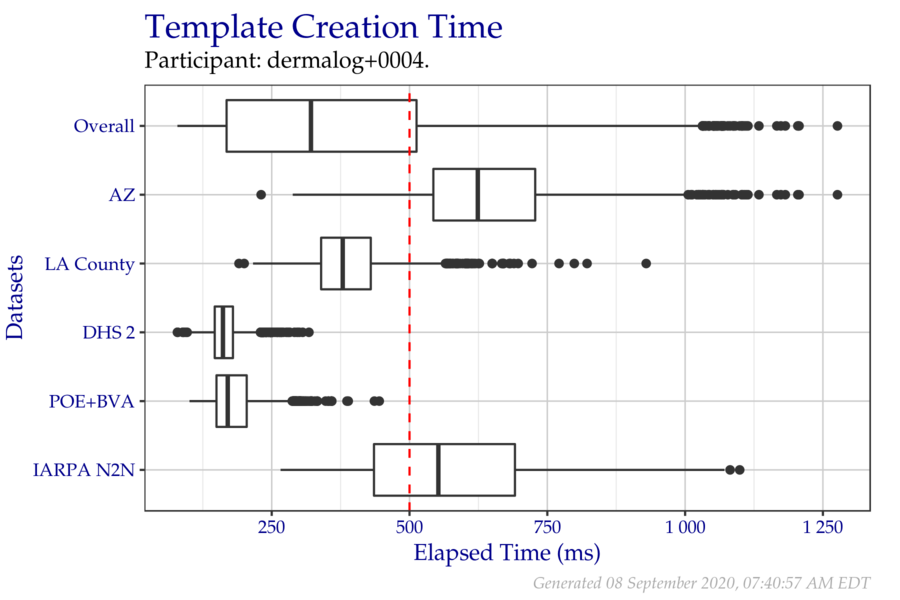 Template Creation Time
Participant: dermalog+0004.
Overall
AZ
LA County
DHS 2
POE+BVA
IARPA N2N
Datasets
250 500 750 1 000 1 250
Elapsed Time (ms)
Generated 08 September 2020, 07:40:57 AM EDT